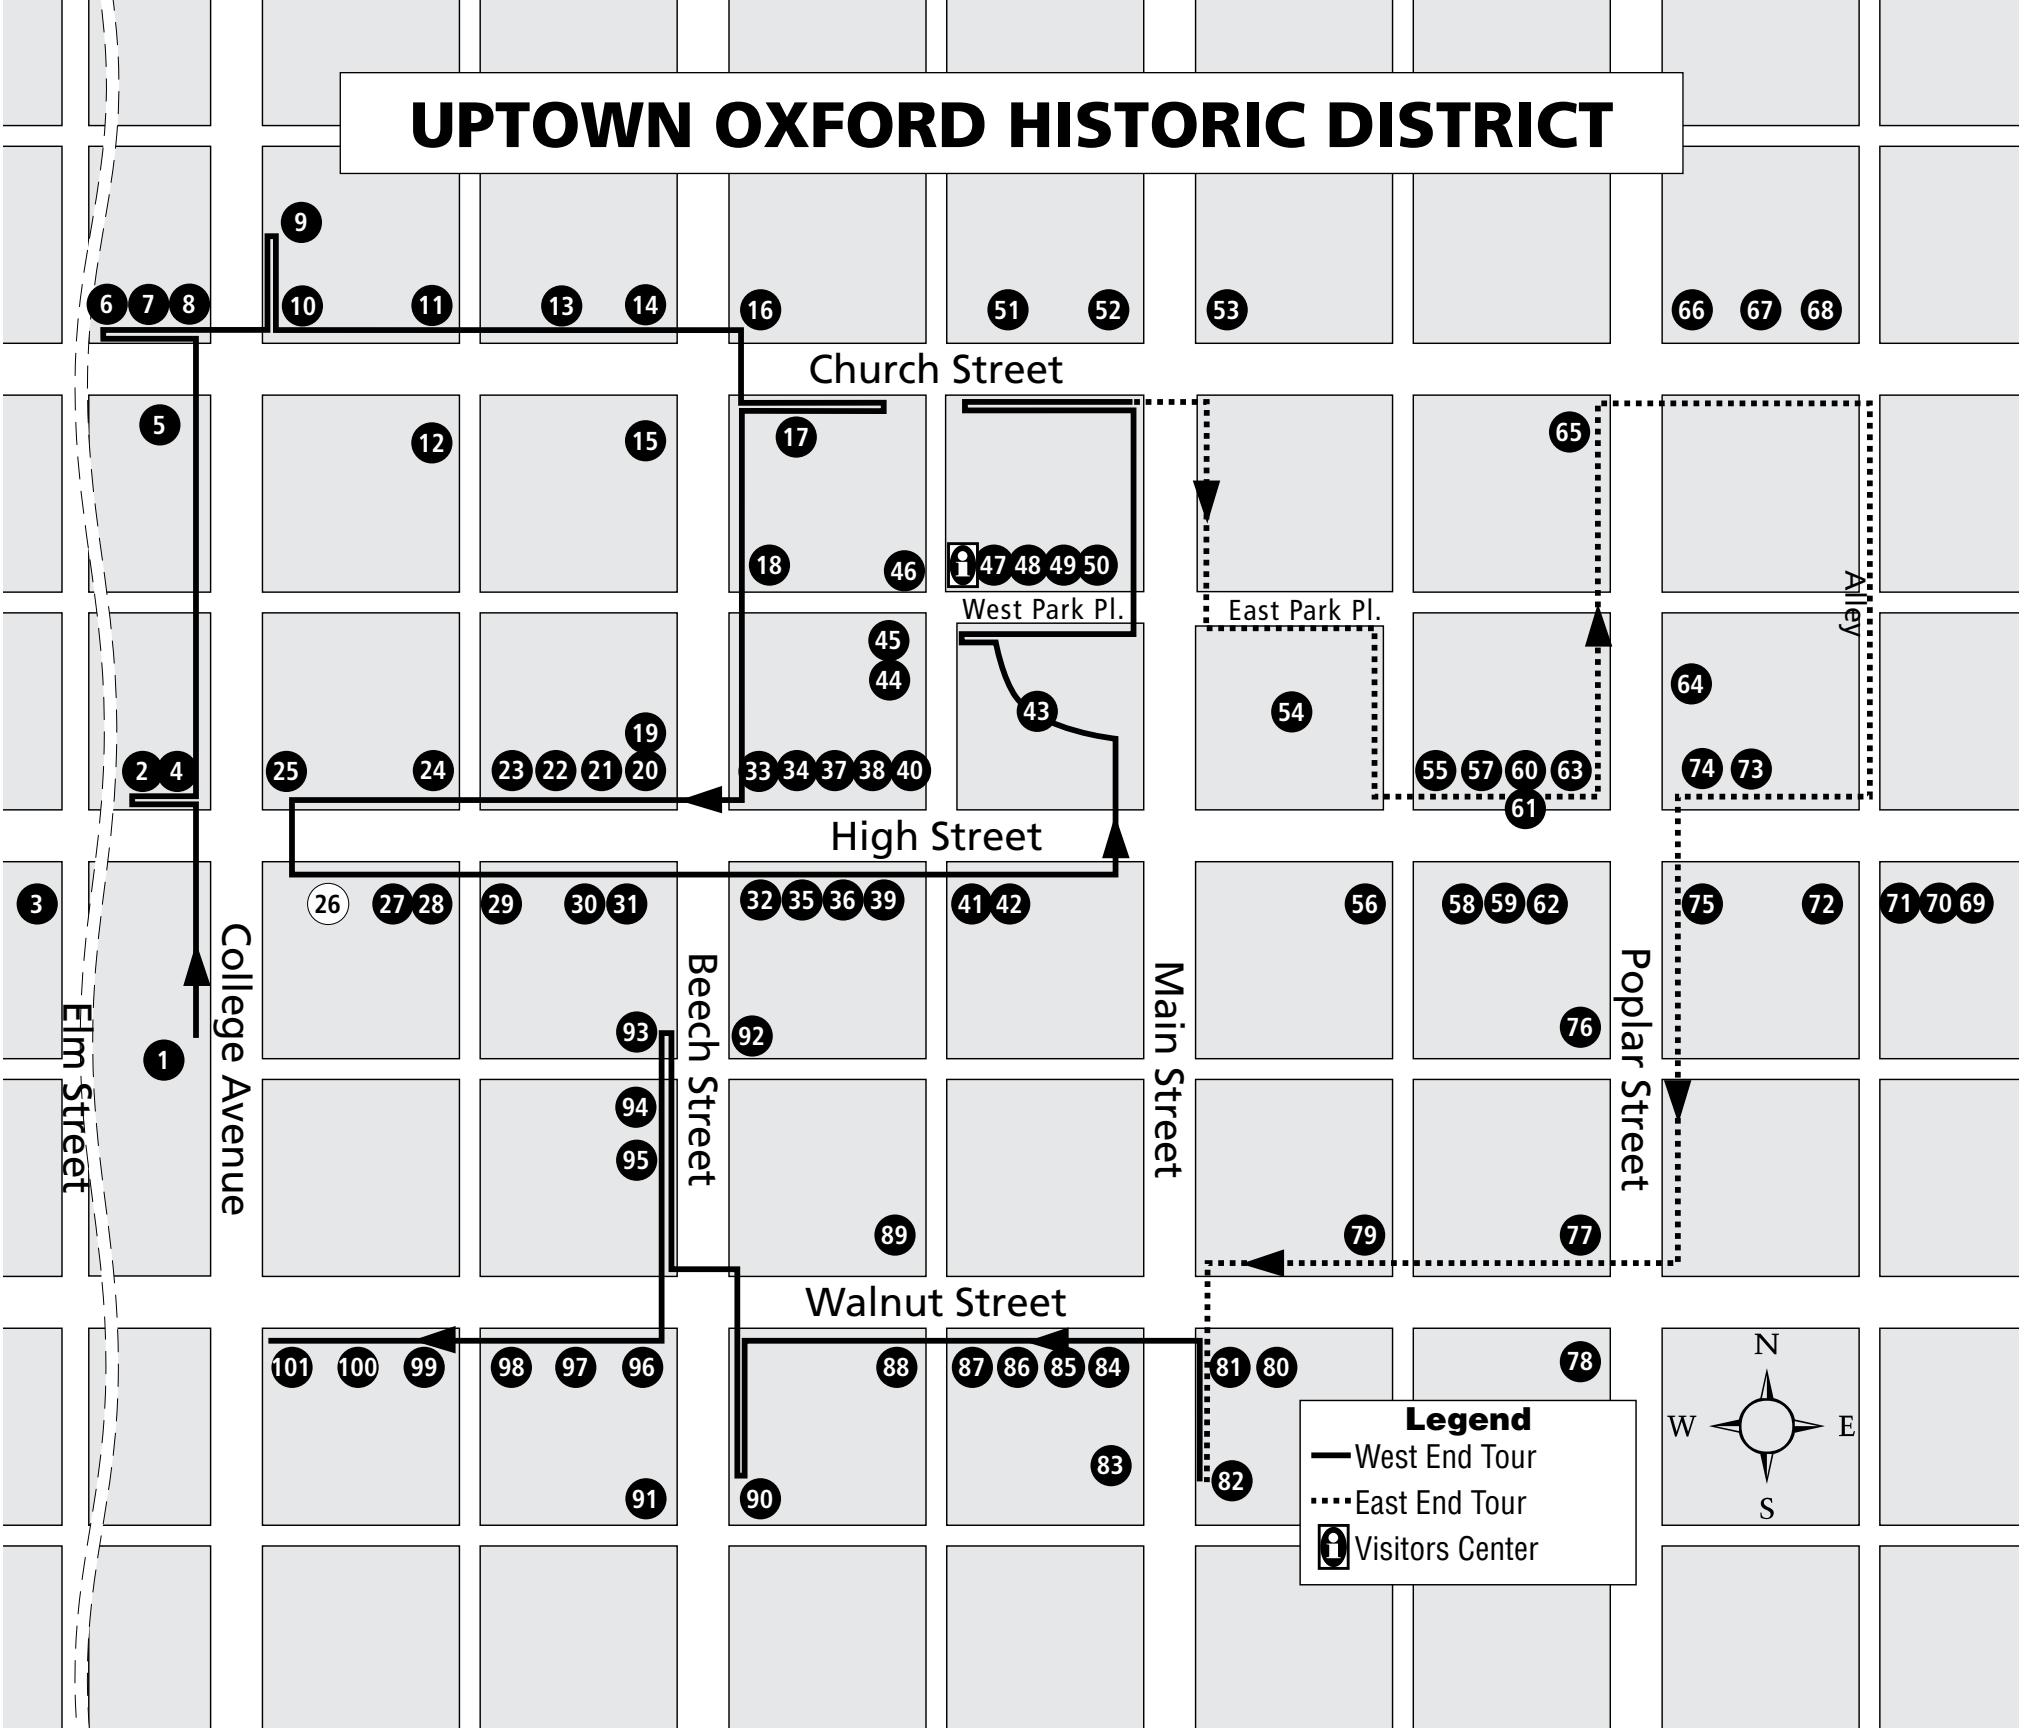 UPTOWN OXFORD HISTORIC DISTRICT
9
6 7 8 10 11 13 14 16 51 52 53 66 67 68
Church Street
5 12 15 17 65
18 46 47 48 49 50
West Park Pl. East Park Pl.
Alley
45
44 43 54 64
19
2 4 25 24 23 22 21 20 33 34 37 38 40 55 57 60 63 74 73
61
High Street
3 26 27 28 29 30 31 32 35 36 39 41 42 56 58 59 62 75 72 71 70 69
Elm Street
College Avenue
Beech Street
Main Street
Poplar Street
1 93 92 76
94
95
89 79 77
Walnut Street
101 100 99 98 97 96 88 87 86 85 84 81 80 78
91 90 83 82
Legend
West End Tour
East End Tour
Visitors Center
N
W E
S